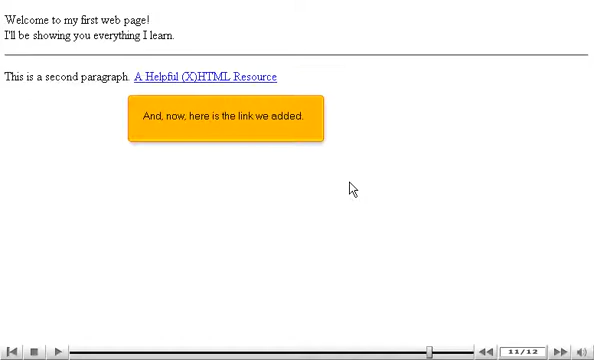 Welcome to my first web page!
I'll be showing you everything I learn.
This is a second paragraph. A Helpful (X)HTML Resource
And, now, here is the link we added.
11/12